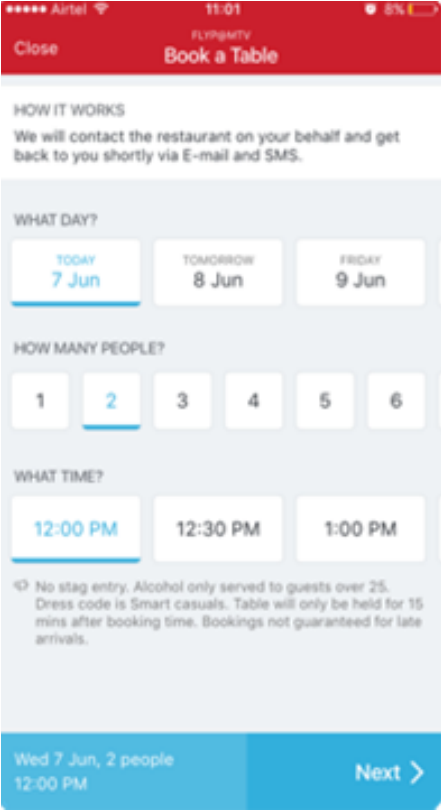 Airtel 11:01 8%
FLYP@MTV
Close Book a Table
HOW IT WORKS
We will contact the restaurant on your behalf and get
back to you shortly via E-mail and SMS.
WHAT DAY?
TODAY TOMORROW FRIDAY
7 Jun 8 Jun 9 Jun
HOW MANY PEOPLE?
1 2 3 4 5 6
WHAT TIME?
12:00 PM 12:30 PM 1:00 PM
No stag entry. Alcohol only served to guests over 25.
Dress code is Smart casuals. Table will only be held for 15
mins after booking time. Bookings not guaranteed for late
arrivals.
Wed 7 Jun, 2 people
12:00 PM
Next